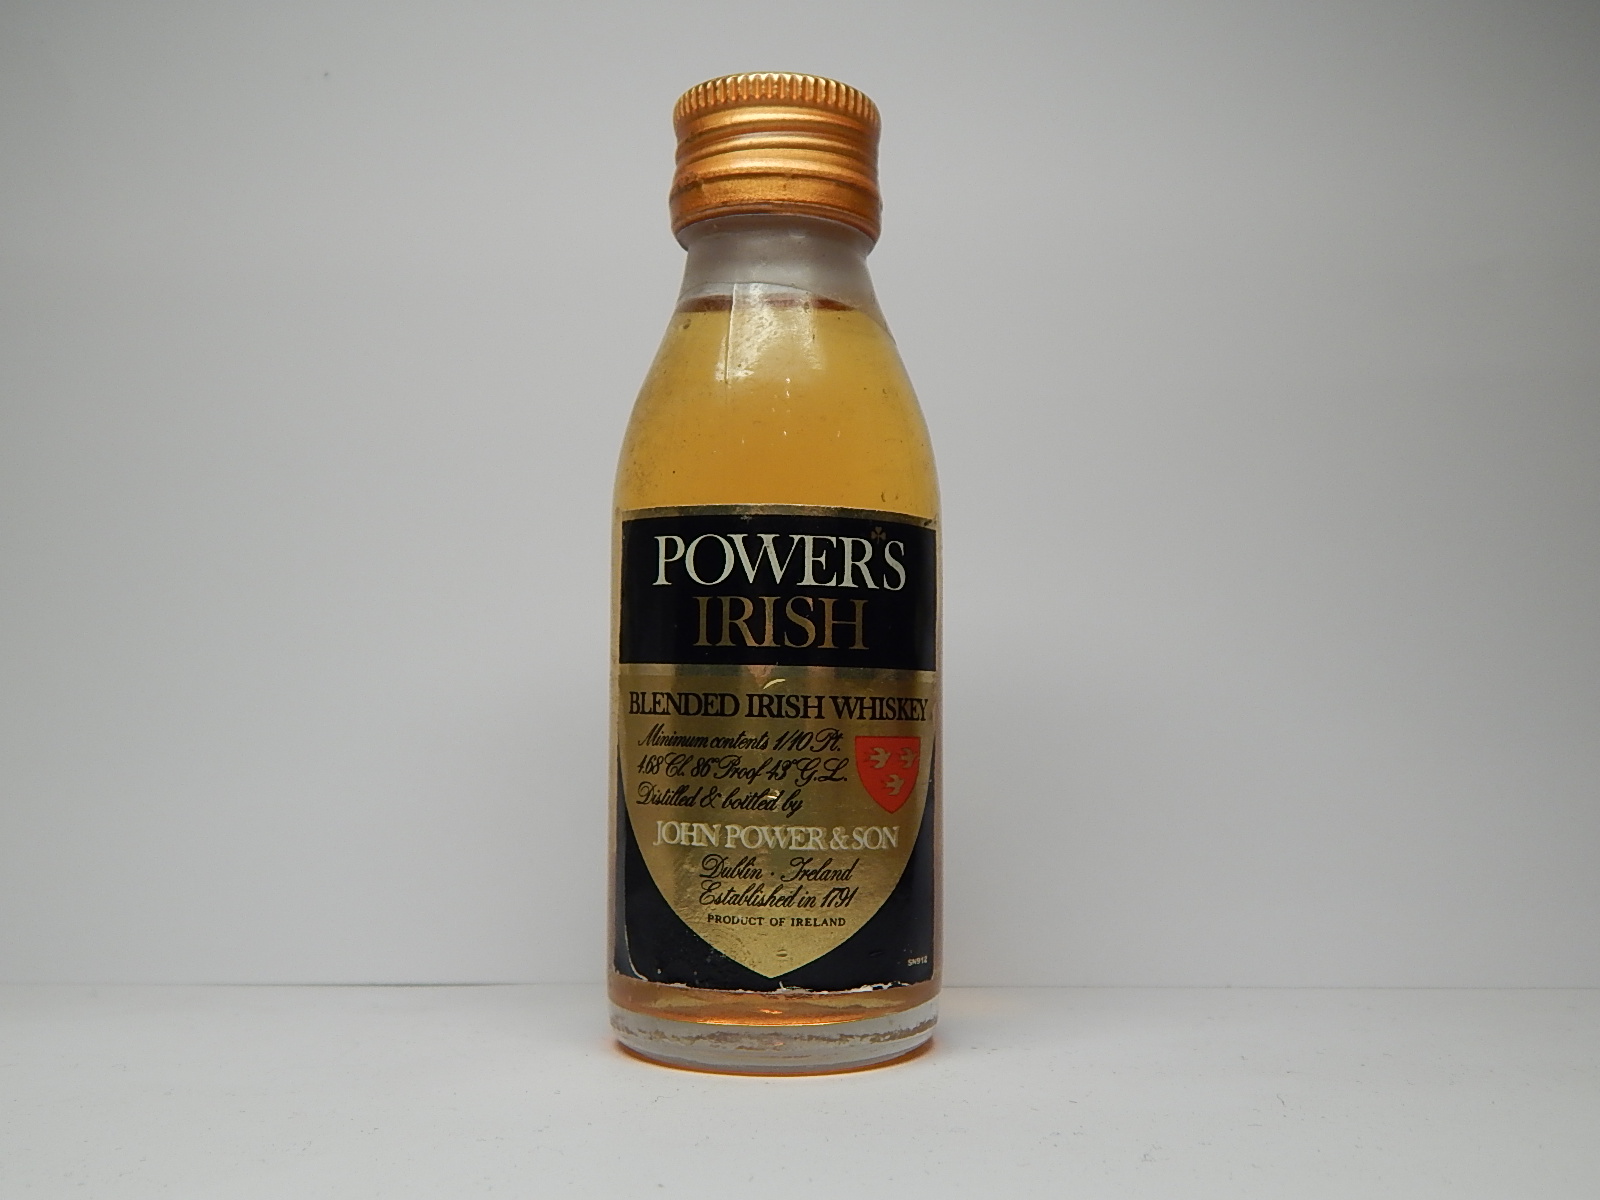 POWER'S
IRISH
BLENDED IRISH WHISKEY
Minimum contents 1/10 Pt.
4.68 Cl. 86° Proof 43° G.L.
Distilled & bottled by
JOHN POWER & SON
Dublin · Ireland
Established in 1791
PRODUCT OF IRELAND
SN912